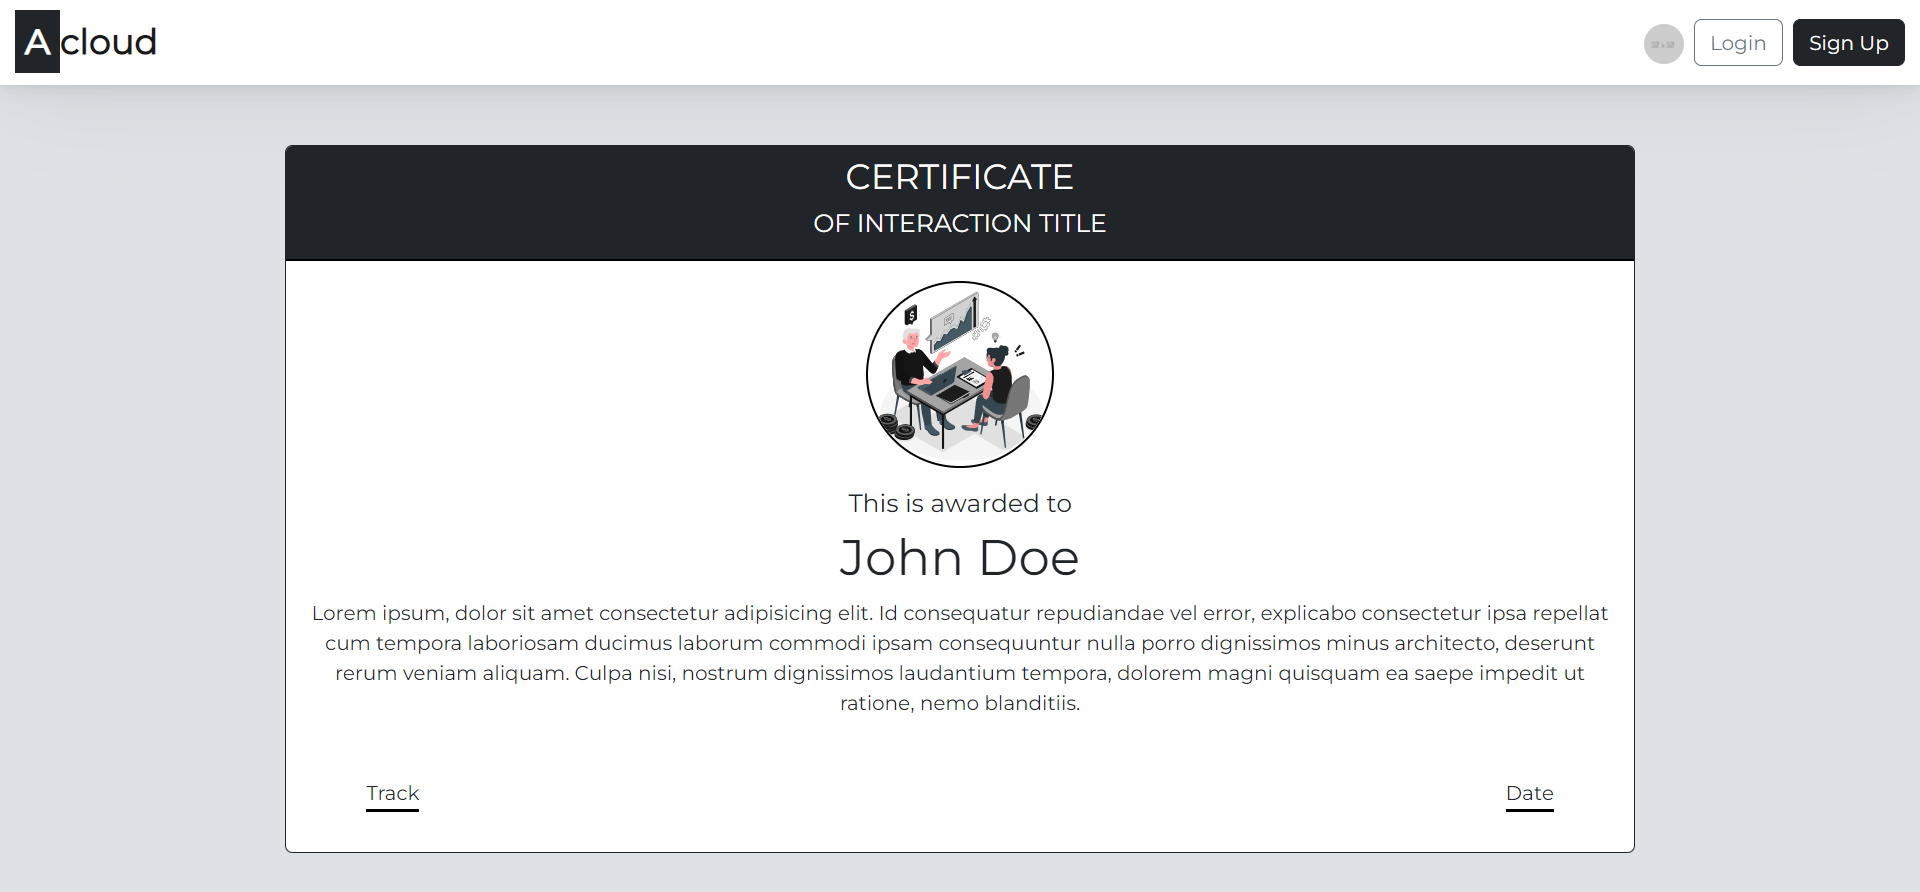 A cloud
Login
Sign Up
CERTIFICATE
OF INTERACTION TITLE
$
This is awarded to
John Doe
Lorem ipsum, dolor sit amet consectetur adipisicing elit. Id consequatur repudiandae vel error, explicabo consectetur ipsa repellat
cum tempora laboriosam ducimus laborum commodi ipsam consequuntur nulla porro dignissimos minus architecto, deserunt
rerum veniam aliquam. Culpa nisi, nostrum dignissimos laudantium tempora, dolorem magni quisquam ea saepe impedit ut
ratione, nemo blanditiis.
Track
Date